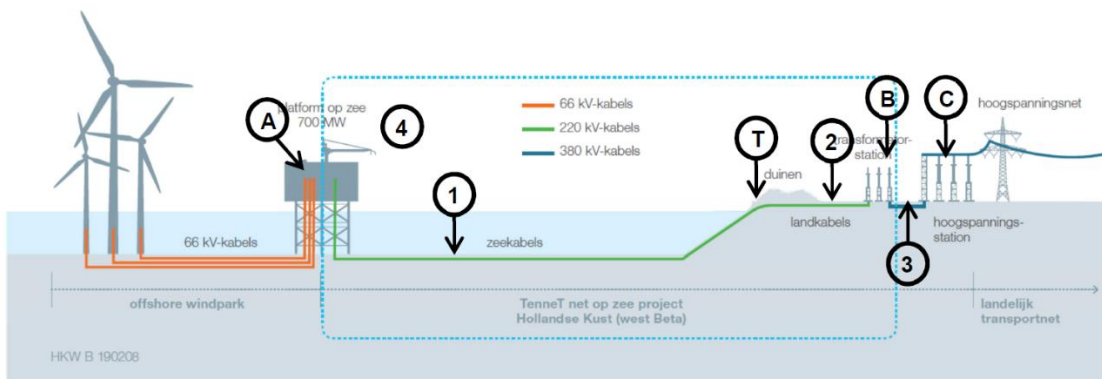 platform op zee
700 MW
A
4
66 kV-kabels
220 kV-kabels
380 kV-kabels
B
C
hoogspanningsnet
T
2
transformator-
station
duinen
1
66 kV-kabels
zeekabels
landkabels
3
hoogspannings-
station
offshore windpark
TenneT net op zee project
Hollandse Kust (west Beta)
landelijk
transportnet
HKW B 190208